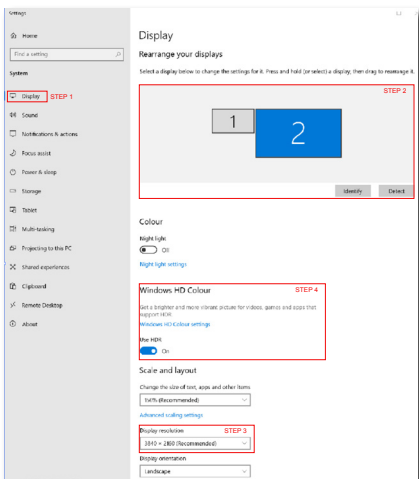 Settings
Home
Find a setting
System
Display STEP 1
Sound
Notifications & actions
Focus assist
Power & sleep
Storage
Tablet
Multi-tasking
Projecting to this PC
Shared experiences
Clipboard
Remote Desktop
About
Display
Rearrange your displays
Select a display below to change the settings for it. Press and hold (or select) a display, then drag to rearrange it.
STEP 2
1
2
Identify Detect
Colour
Night light
Off
Night light settings
Windows HD Colour STEP 4
Get a brighter and more vibrant picture for videos, games and apps that
support HDR.
Windows HD Colour settings
Use HDR
On
Scale and layout
Change the size of text, apps and other items
150% (Recommended)
Advanced scaling settings
Display resolution STEP 3
3840 × 2160 (Recommended)
Display orientation
Landscape